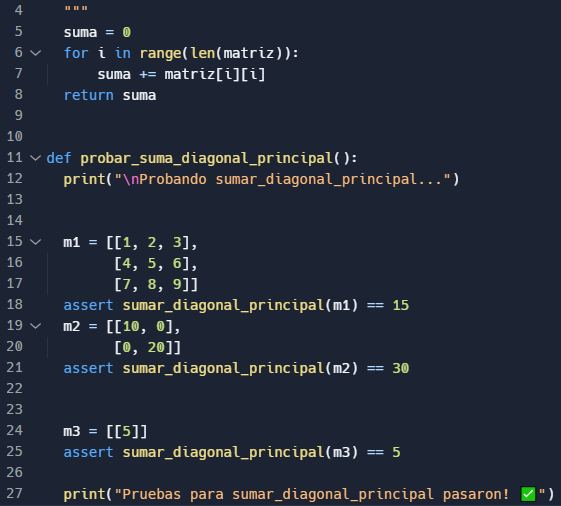 4 """
5 suma = 0
6 for i in range(len(matriz)):
7 suma += matriz[i][i]
8 return suma
9
10
11 def probar_suma_diagonal_principal():
12 print("\nProbando sumar_diagonal_principal...")
13
14
15 m1 = [[1, 2, 3],
16 [4, 5, 6],
17 [7, 8, 9]]
18 assert sumar_diagonal_principal(m1) == 15
19 m2 = [[10, 0],
20 [0, 20]]
21 assert sumar_diagonal_principal(m2) == 30
22
23
24 m3 = [[5]]
25 assert sumar_diagonal_principal(m3) == 5
26
27 print("Pruebas para sumar_diagonal_principal pasaron! ✅")